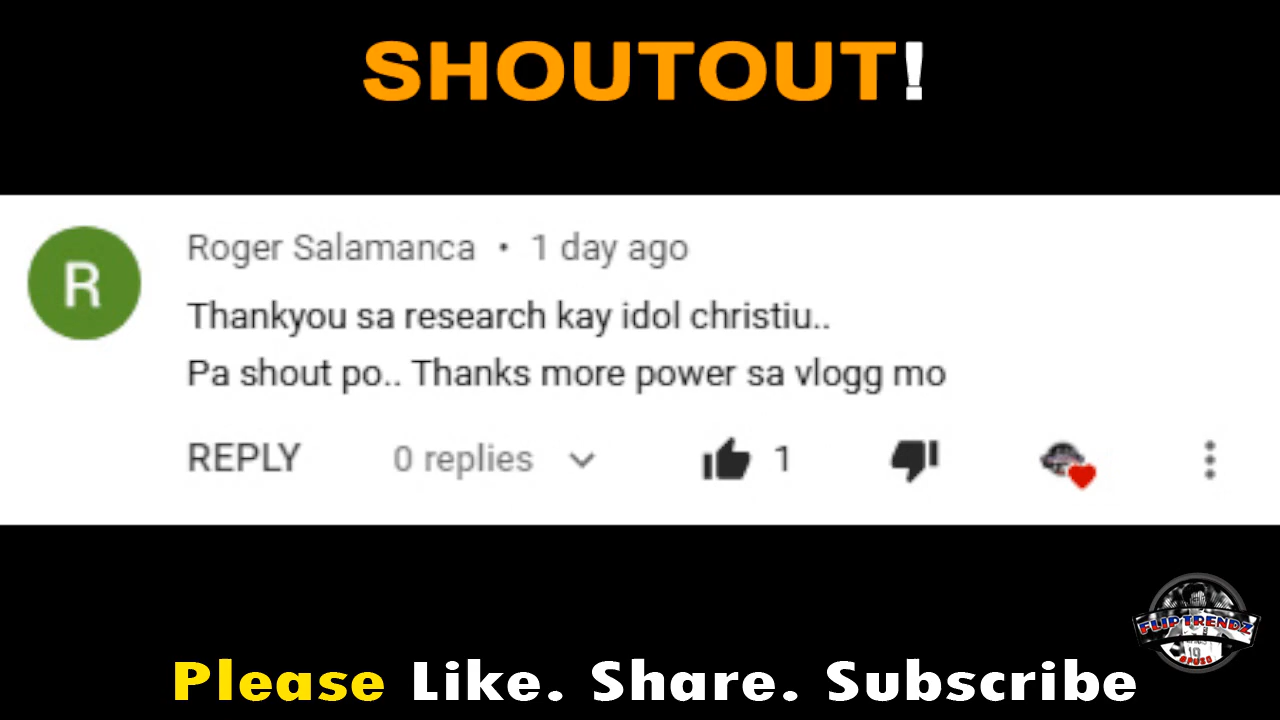 SHOUTOUT!
R
Roger Salamanca • 1 day ago
Thankyou sa research kay idol christiu..
Pa shout po.. Thanks more power sa vlogg mo
REPLY 0 replies 1
FLIPTRENDZ
19
Please Like. Share. Subscribe